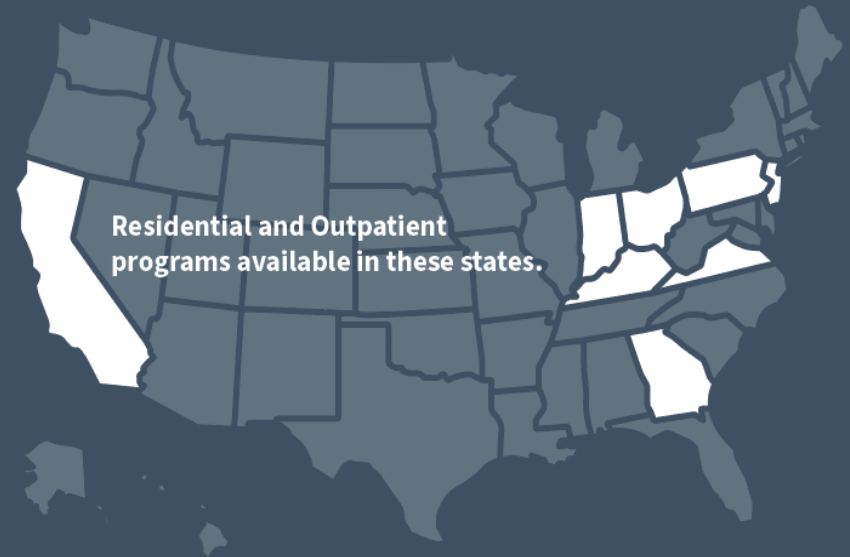 Residential and Outpatient
programs available in these states.